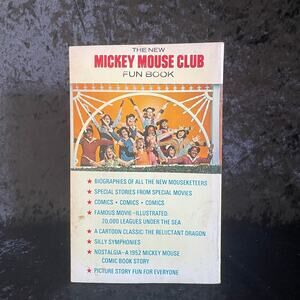 THE NEW
MICKEY MOUSE CLUB
FUN BOOK
★ BIOGRAPHIES OF ALL THE NEW MOUSEKETEERS
★ SPECIAL STORIES FROM SPECIAL MOVIES
★ COMICS • COMICS • COMICS
★ FAMOUS MOVIE–ILLUSTRATED:
20,000 LEAGUES UNDER THE SEA
★ A CARTOON CLASSIC: THE RELUCTANT DRAGON
★ SILLY SYMPHONIES
★ NOSTALGIA–A 1952 MICKEY MOUSE
COMIC BOOK STORY
★ PICTURE STORY FUN FOR EVERYONE